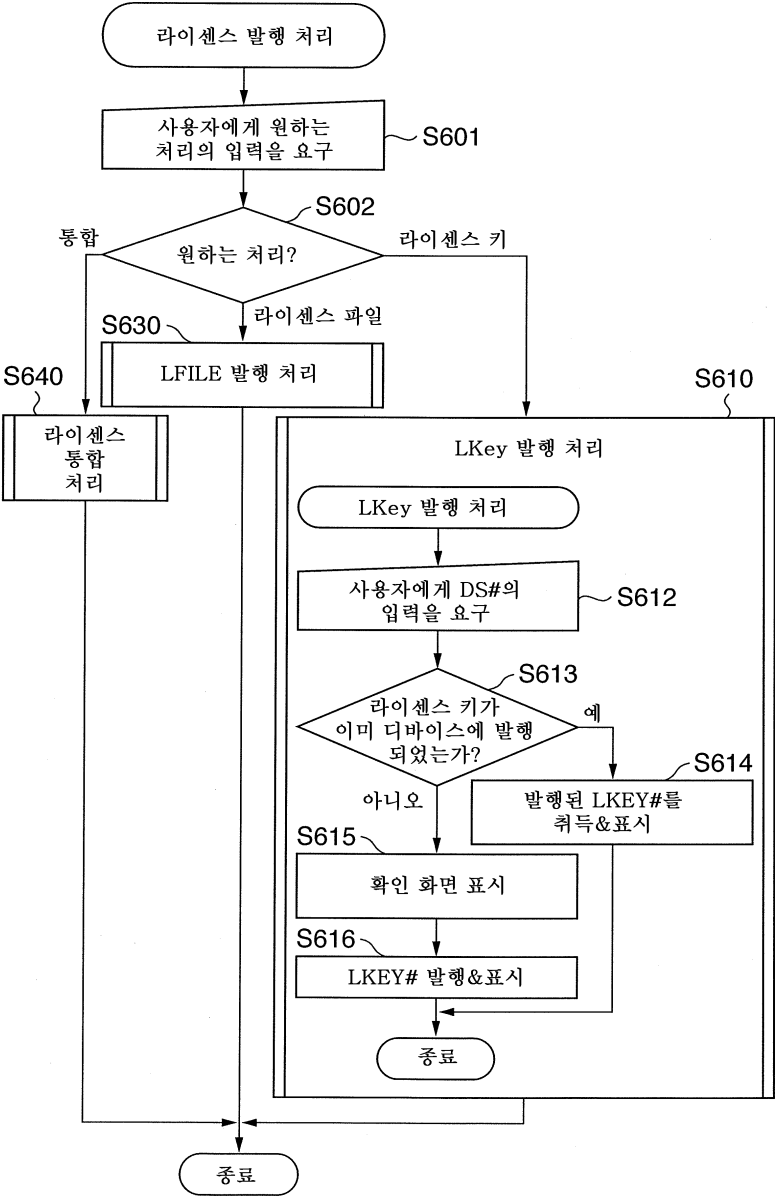 라이센스 발행 처리
사용자에게 원하는
처리의 입력을 요구
S601
S602
통합
원하는 처리?
라이센스 키
라이센스 파일
S630
LFILE 발행 처리
S640
라이센스
통합
처리
S610
LKey 발행 처리
LKey 발행 처리
사용자에게 DS#의
입력을 요구
S612
S613
라이센스 키가
이미 디바이스에 발행
되었는가?
예
아니오
S614
발행된 LKEY#를
취득&표시
S615
확인 화면 표시
S616
LKEY# 발행&표시
종료
종료